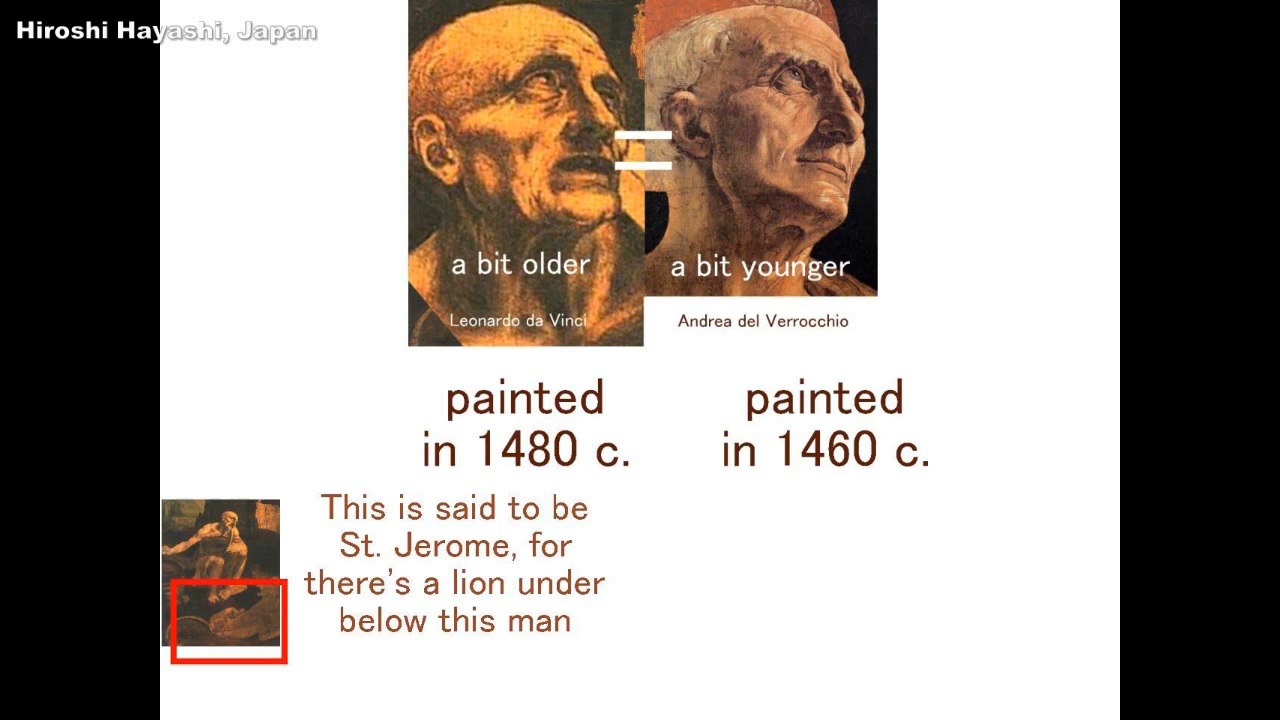 Hiroshi Hayashi, Japan
a bit older
a bit younger
Leonardo da Vinci
Andrea del Verrocchio
painted
in 1480 c.
painted
in 1460 c.
This is said to be
St. Jerome, for
there's a lion under
below this man